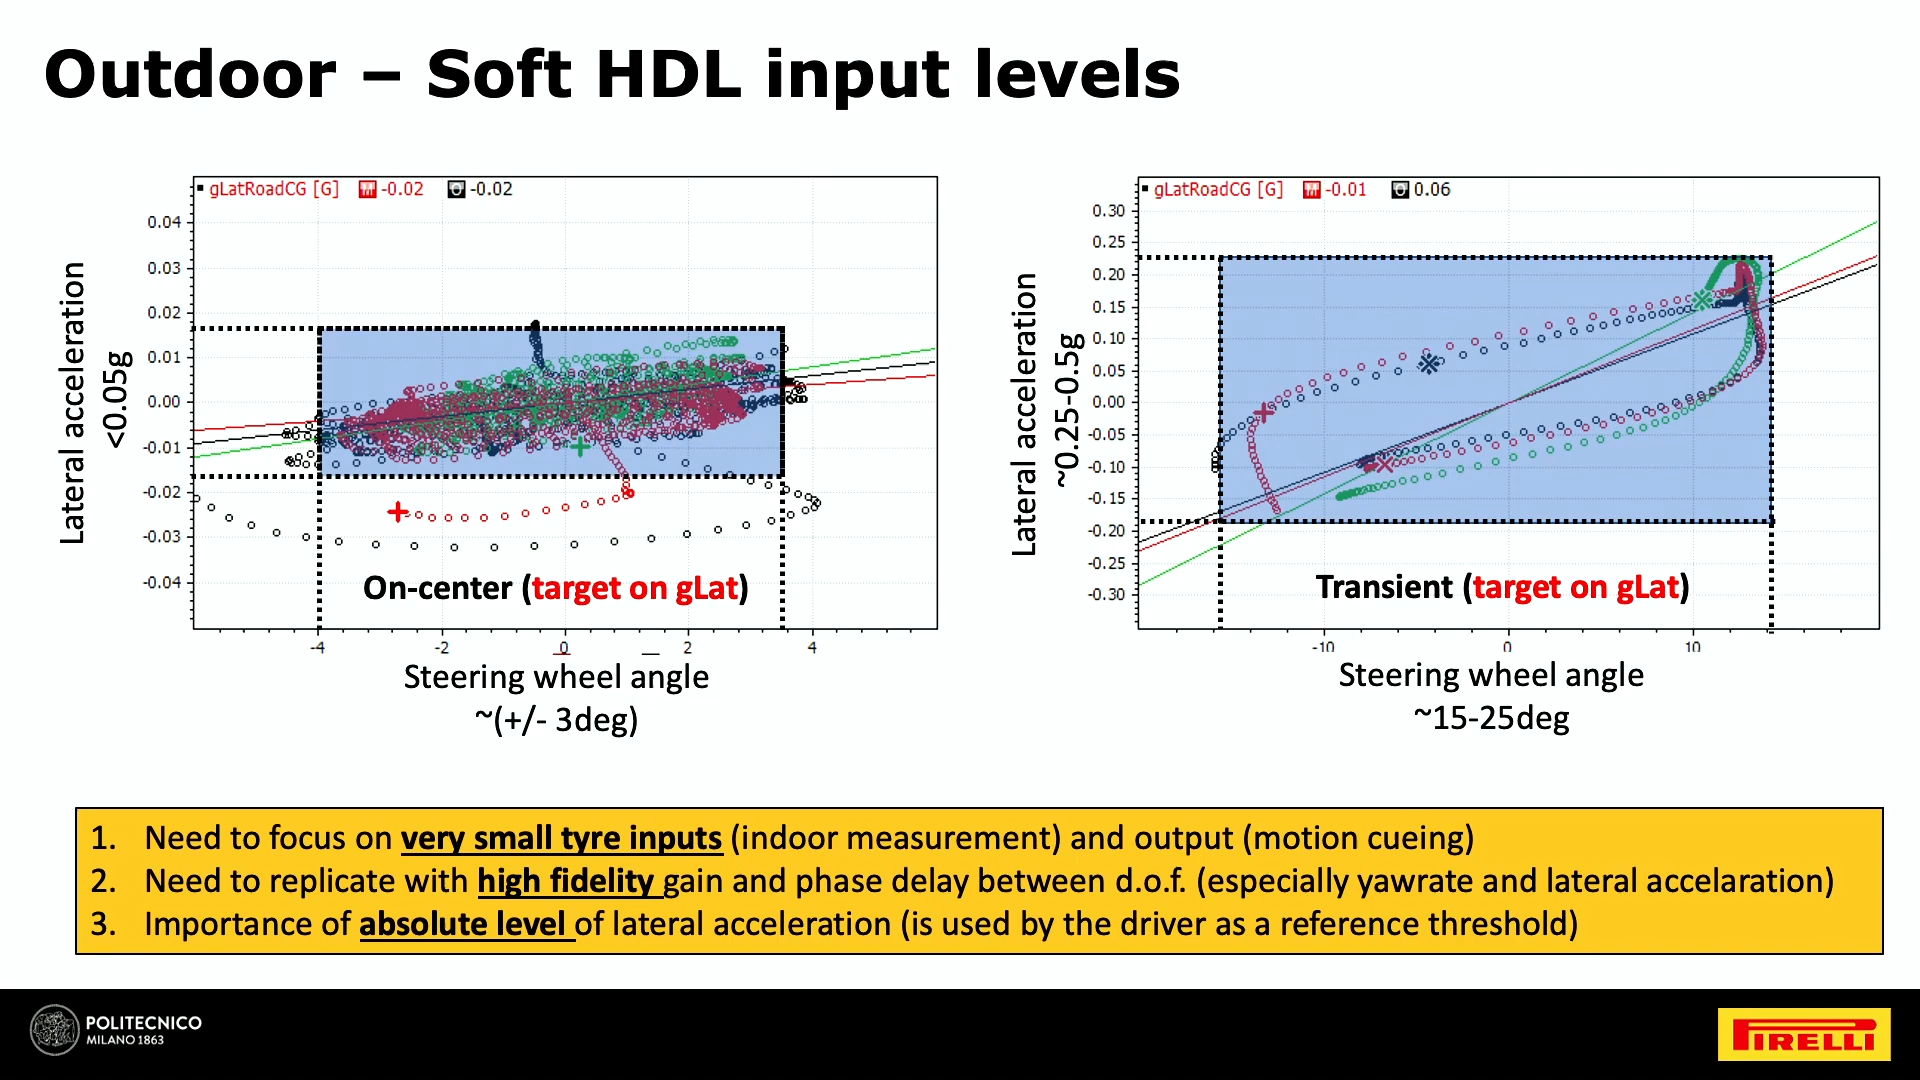 Outdoor – Soft HDL input levels
gLatRoadCG [G] M -0.02 O -0.02
0.04
0.03
0.02
0.01
0.00
-0.01
-0.02
-0.03
-0.04
Lateral acceleration
<0.05g
On-center (target on gLat)
-4 -2 0 2 4
Steering wheel angle
~(+/- 3deg)
gLatRoadCG [G] M -0.01 O 0.06
0.30
0.25
0.20
0.15
0.10
0.05
0.00
-0.05
-0.10
-0.15
-0.20
-0.25
-0.30
Lateral acceleration
~0.25-0.5g
Transient (target on gLat)
-10 0 10
Steering wheel angle
~15-25deg
1. Need to focus on very small tyre inputs (indoor measurement) and output (motion cueing)
2. Need to replicate with high fidelity gain and phase delay between d.o.f. (especially yawrate and lateral accelaration)
3. Importance of absolute level of lateral acceleration (is used by the driver as a reference threshold)
POLITECNICO
MILANO 1863
PIRELLI